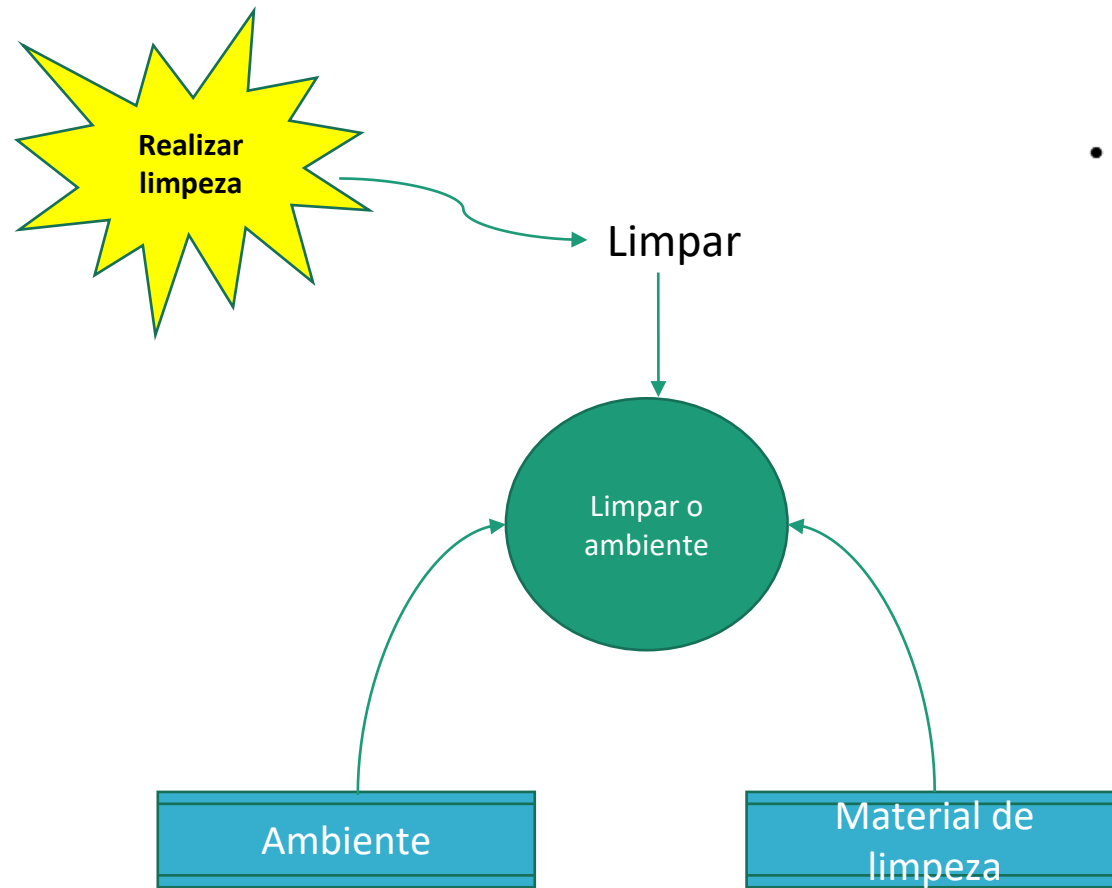 Realizar
limpeza
•
Limpar
Limpar o
ambiente
Ambiente
Material de
limpeza